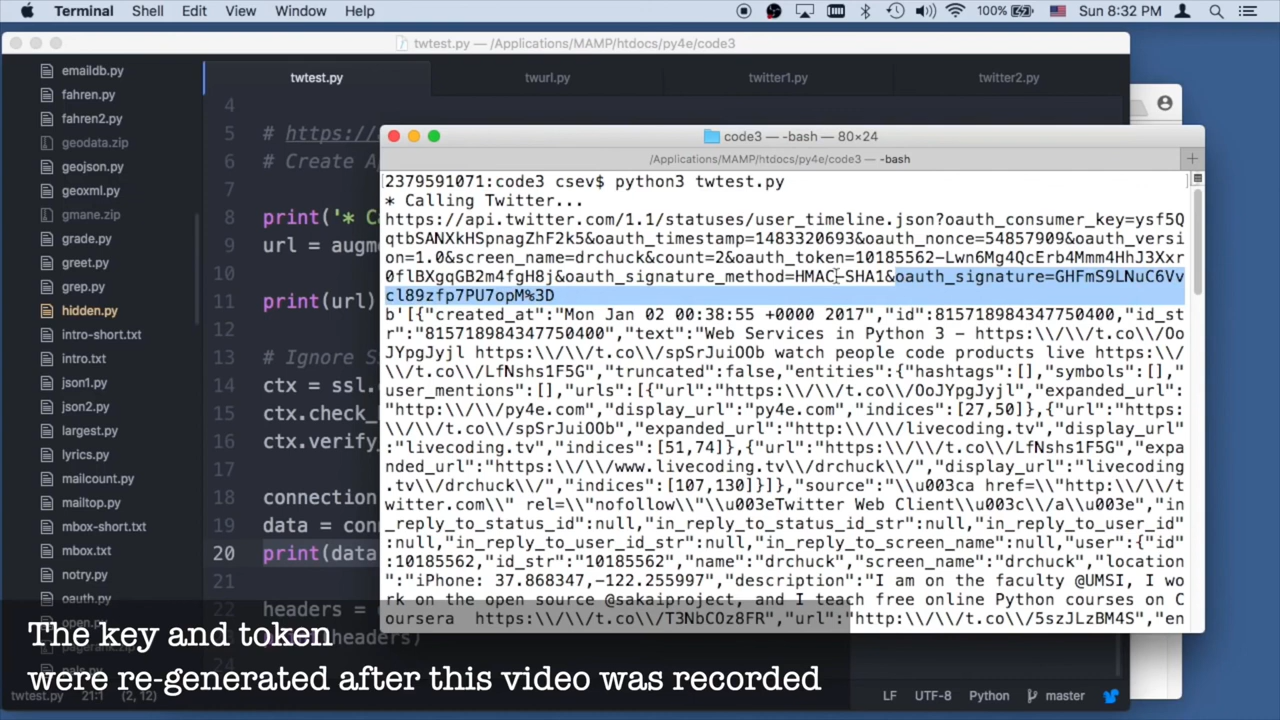 Terminal Shell Edit View Window Help 100% Sun 8:32 PM
twtest.py — /Applications/MAMP/htdocs/py4e/code3
emaildb.py
fahren.py
fahren2.py
geodata.zip
geojson.py
geoxml.py
gmane.zip
grade.py
greet.py
grep.py
hidden.py
intro-short.txt
intro.txt
json1.py
json2.py
largest.py
lyrics.py
mailcount.py
mailtop.py
mbox-short.txt
mbox.txt
notry.py
oauth.py
open.py
pagerank.zip
pals.py
twtest.py twurl.py twitter1.py twitter2.py
4
5 # https://
6 # Create A
7
8 print('* C
9 url = augm
10
11 print(url)
12
13 # Ignore S
14 ctx = ssl.
15 ctx.check_
16 ctx.verify_
17
18 connection
19 data = con
20 print(data
21
22 headers =
headers)
24
code3 — -bash — 80×24
/Applications/MAMP/htdocs/py4e/code3 — -bash
2379591071:code3 csev$ python3 twtest.py
* Calling Twitter...
https://api.twitter.com/1.1/statuses/user_timeline.json?oauth_consumer_key=ysf5Q
qtbSANXkHSpnagZhF2k5&oauth_timestamp=1483320693&oauth_nonce=54857909&oauth_versi
on=1.0&screen_name=drchuck&count=2&oauth_token=10185562-Lwn6Mg4QcErb4Mmm4HhJ3Xxr
0flBXgqGB2m4fgH8j&oauth_signature_method=HMAC-SHA1&oauth_signature=GHFmS9LNuC6Vv
cl89zfp7PU7opM%3D
b'[{"created_at":"Mon Jan 02 00:38:55 +0000 2017","id":815718984347750400,"id_st
r":"815718984347750400","text":"Web Services in Python 3 - https:\\/\\/t.co\\/Oo
JYpgJyjl https:\\/\\/t.co\\/spSrJuiOOb watch people code products live https:\\/
\\/t.co\\/LfNshs1F5G","truncated":false,"entities":{"hashtags":[],"symbols":[],"
user_mentions":[],"urls":[{"url":"https:\\/\\/t.co\\/OoJYpgJyjl","expanded_url":
"http:\\/\\/py4e.com","display_url":"py4e.com","indices":[27,50]},{"url":"https:
\\/\\/t.co\\/spSrJuiOOb","expanded_url":"http:\\/\\/livecoding.tv","display_url"
:"livecoding.tv","indices":[51,74]},{"url":"https:\\/\\/t.co\\/LfNshs1F5G","expa
nded_url":"https:\\/\\/www.livecoding.tv\\/drchuck\\/","display_url":"livecoding
.tv\\/drchuck\\/","indices":[107,130]}]},"source":"\\u003ca href=\\"http:\\/\\/t
witter.com\\" rel=\\"nofollow\\"\\u003eTwitter Web Client\\u003c\\/a\\u003e","in
_reply_to_status_id":null,"in_reply_to_status_id_str":null,"in_reply_to_user_id"
:null,"in_reply_to_user_id_str":null,"in_reply_to_screen_name":null,"user":{"id"
:10185562,"id_str":"10185562","name":"drchuck","screen_name":"drchuck","location
":"iPhone: 37.868347,-122.255997","description":"I am on the faculty @UMSI, I wo
rk on the open source @sakaiproject, and I teach free online Python courses on C
oursera  https:\\/\\/t.co\\/T3NbCOz8FR","url":"http:\\/\\/t.co\\/5szJLzBM4S","en
The key and token
were re-generated after this video was recorded
twtest.py 21:1 (2, 12) LF UTF-8 Python master